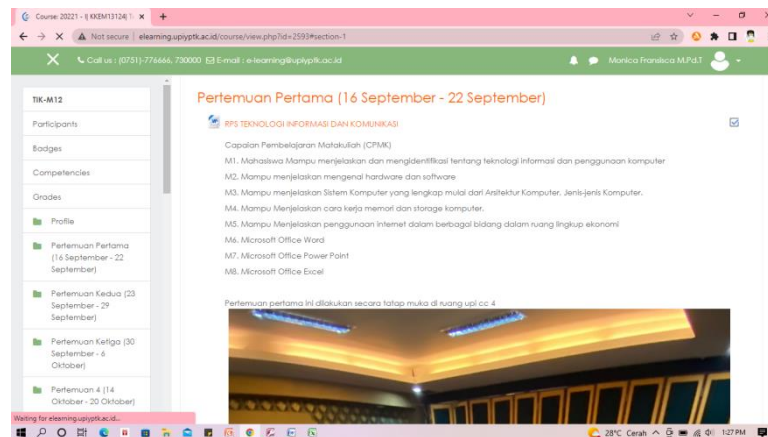 Course: 20221 - I( KKEM13124)
Not secure | elearning.upiyptk.ac.id/course/view.php?id=2593#section-1
Call us : (0751)-776666, 730000 E-mail : e-learning@upiyptk.ac.id
Monica Fransisca M.Pd.T
TIK-M12
Participants
Badges
Competencies
Grades
Profile
Pertemuan Pertama
(16 September - 22
September)
Pertemuan Kedua (23
September - 29
September)
Pertemuan Ketiga (30
September - 6
Oktober)
Pertemuan 4 (14
Oktober - 20 Oktober)
Pertemuan Pertama (16 September - 22 September)
RPS TEKNOLOGI INFORMASI DAN KOMUNIKASI
Capaian Pembelajaran Matakuliah (CPMK)
M1. Mahasiswa Mampu menjelaskan dan mengidentifikasi tentang teknologi informasi dan penggunaan komputer
M2. Mampu menjelaskan mengenal hardware dan software
M3. Mampu menjelaskan Sistem Komputer yang lengkap mulai dari Arsitektur Komputer, Jenis-jenis Komputer.
M4. Mampu Menjelaskan cara kerja memori dan storage komputer.
M5. Mampu Menjelaskan penggunaan internet dalam berbagai bidang dalam ruang lingkup ekonomi
M6. Microsoft Office Word
M7. Microsoft Office Power Point
M8. Microsoft Office Excel
Pertemuan pertama ini dilakukan secara tatap muka di ruang upi cc 4
Waiting for elearning.upiyptk.ac.id...
28°C Cerah
1:27 PM